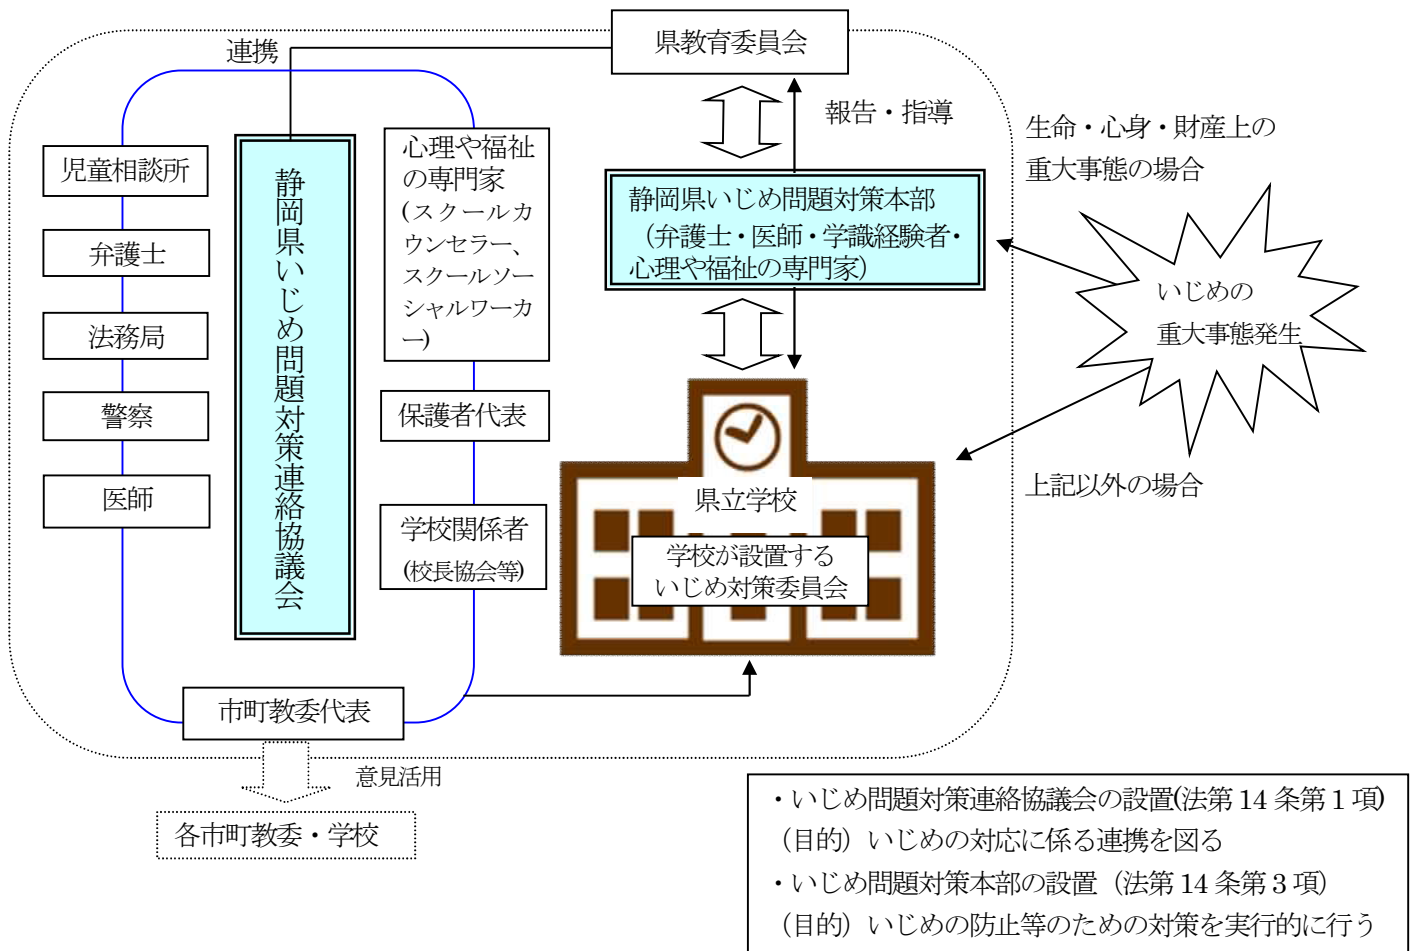 県教育委員会
連携
報告・指導
生命・心身・財産上の
重大事態の場合
児童相談所
弁護士
法務局
警察
医師
静岡県いじめ問題対策連絡協議会
心理や福祉
の専門家
(スクールカ
ウンセラー、
スクールソー
シャルワーカ
ー)
保護者代表
学校関係者
(校長協会等)
静岡県いじめ問題対策本部
(弁護士・医師・学識経験者・
心理や福祉の専門家)
いじめの
重大事態発生
上記以外の場合
県立学校
学校が設置する
いじめ対策委員会
市町教委代表
意見活用
各市町教委・学校
・いじめ問題対策連絡協議会の設置(法第14条第1項)
(目的)いじめの対応に係る連携を図る
・いじめ問題対策本部の設置(法第14条第3項)
(目的)いじめの防止等のための対策を実行的に行う